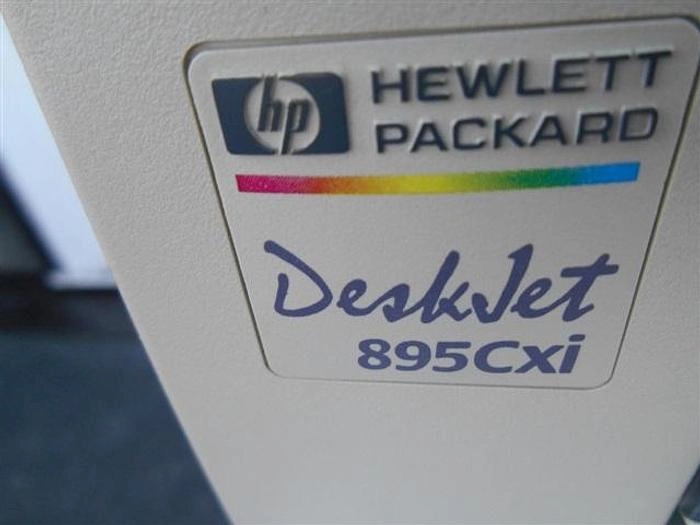 hp HEWLETT
PACKARD
DeskJet
895Cxi